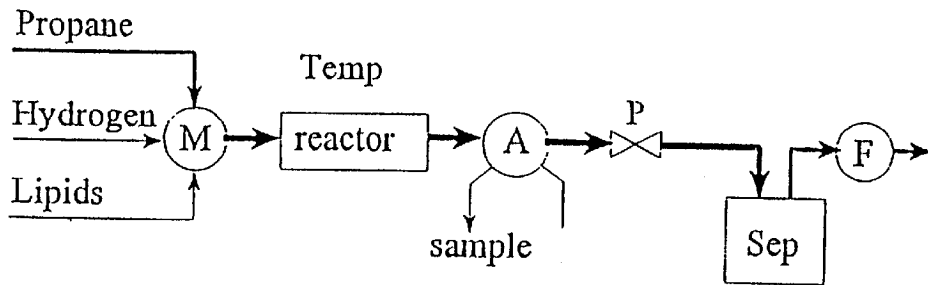 Propane
Temp
Hydrogen
M
reactor
A
P
F
Lipids
sample
Sep